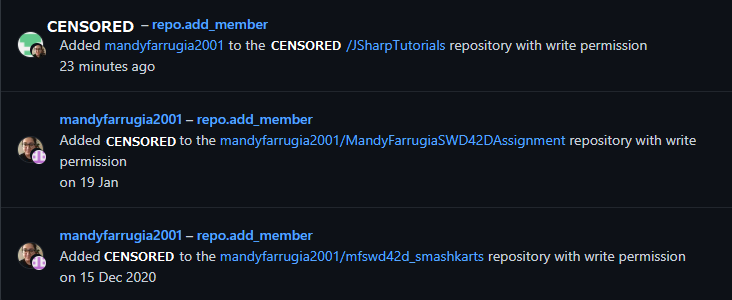 CENSORED – repo.add_member
Added mandyfarrugia2001 to the CENSORED /JSharpTutorials repository with write permission
23 minutes ago
mandyfarrugia2001 – repo.add_member
Added CENSORED to the mandyfarrugia2001/MandyFarrugiaSWD42DAssignment repository with write
permission
on 19 Jan
mandyfarrugia2001 – repo.add_member
Added CENSORED to the mandyfarrugia2001/mfswd42d_smashkarts repository with write permission
on 15 Dec 2020